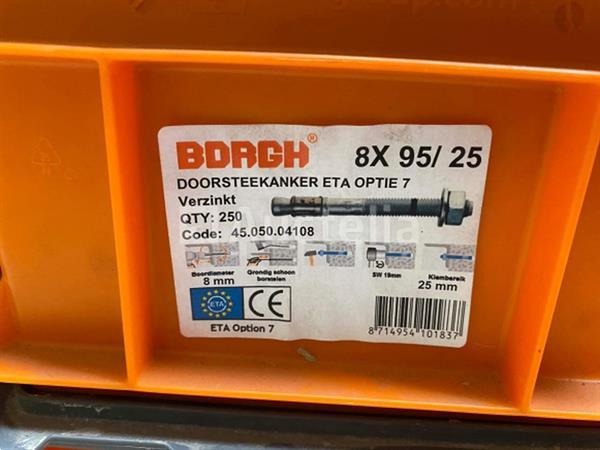 BORGH®
8X 95/ 25
DOORSTEEKANKER ETA OPTIE 7
Verzinkt
QTY: 250
Code: 45.050.04108
Boordiameter
8 mm
Grondig schoon
borstelen
SW 13mm
Klembereik
25 mm
ETA
CE
ETA Option 7
8 714954 101837